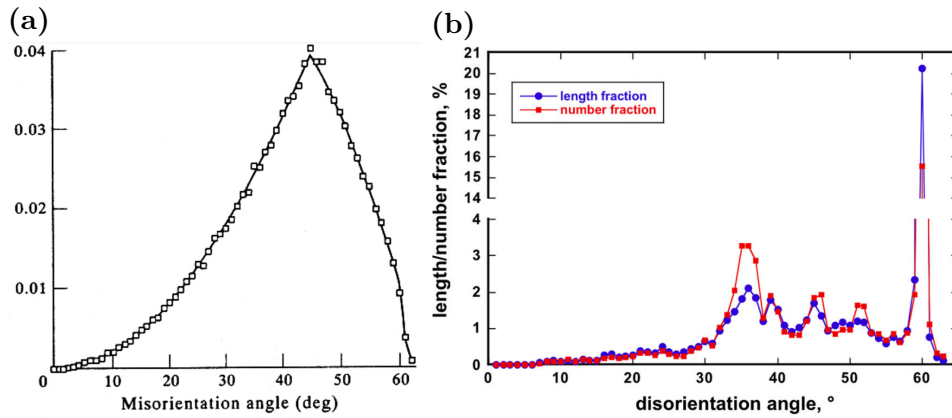 (a)
0.04
0.03
0.02
0.01
0 10 20 30 40 50 60
Misorientation angle (deg)
(b)
length/number fraction, %
21
20
19
18
17
16
15
14
4
3
2
1
0
length fraction
number fraction
0 10 20 30 40 50 60
disorientation angle, °